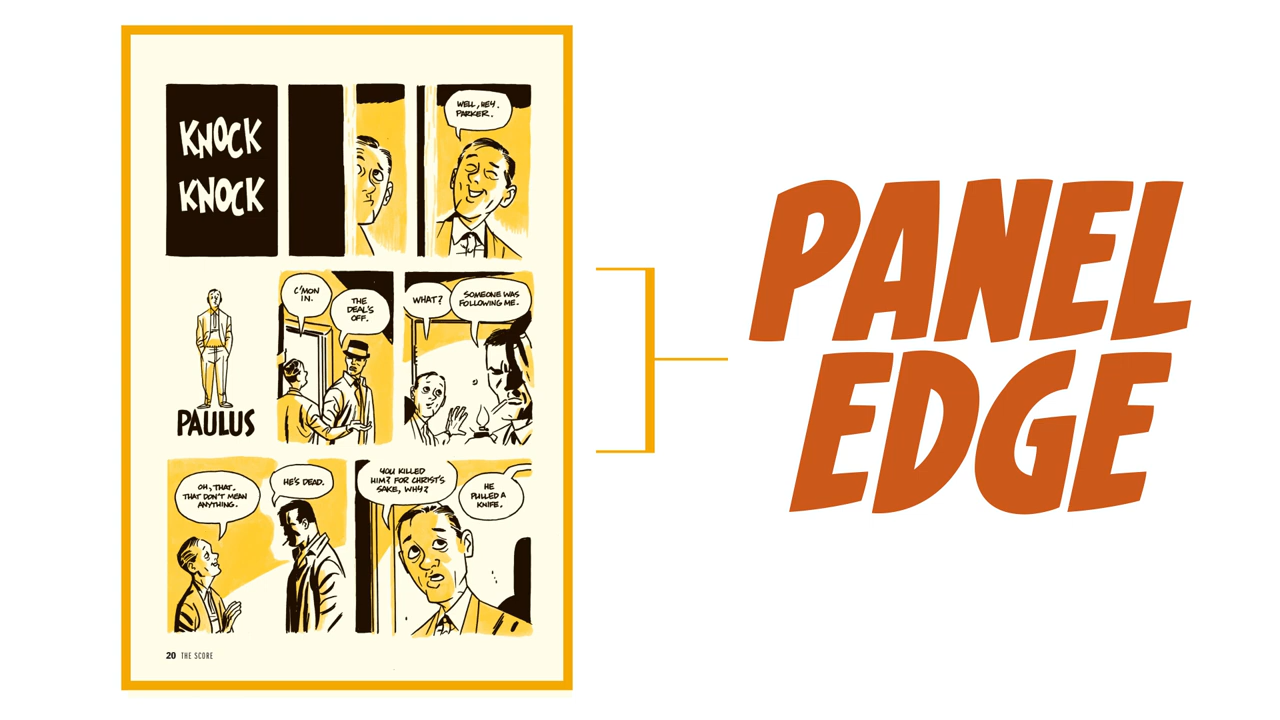 KNOCK
KNOCK
WELL, HEY.
PARKER.
PAULUS
C'MON
IN.
THE
DEAL'S
OFF.
WHAT?
SOMEONE WAS
FOLLOWING ME.
OH, THAT.
THAT DON'T MEAN
ANYTHING.
HE'S DEAD.
YOU KILLED
HIM? FOR CHRIST'S
SAKE, WHY?
HE
PULLED A
KNIFE.
20 THE SCORE
PANEL
EDGE